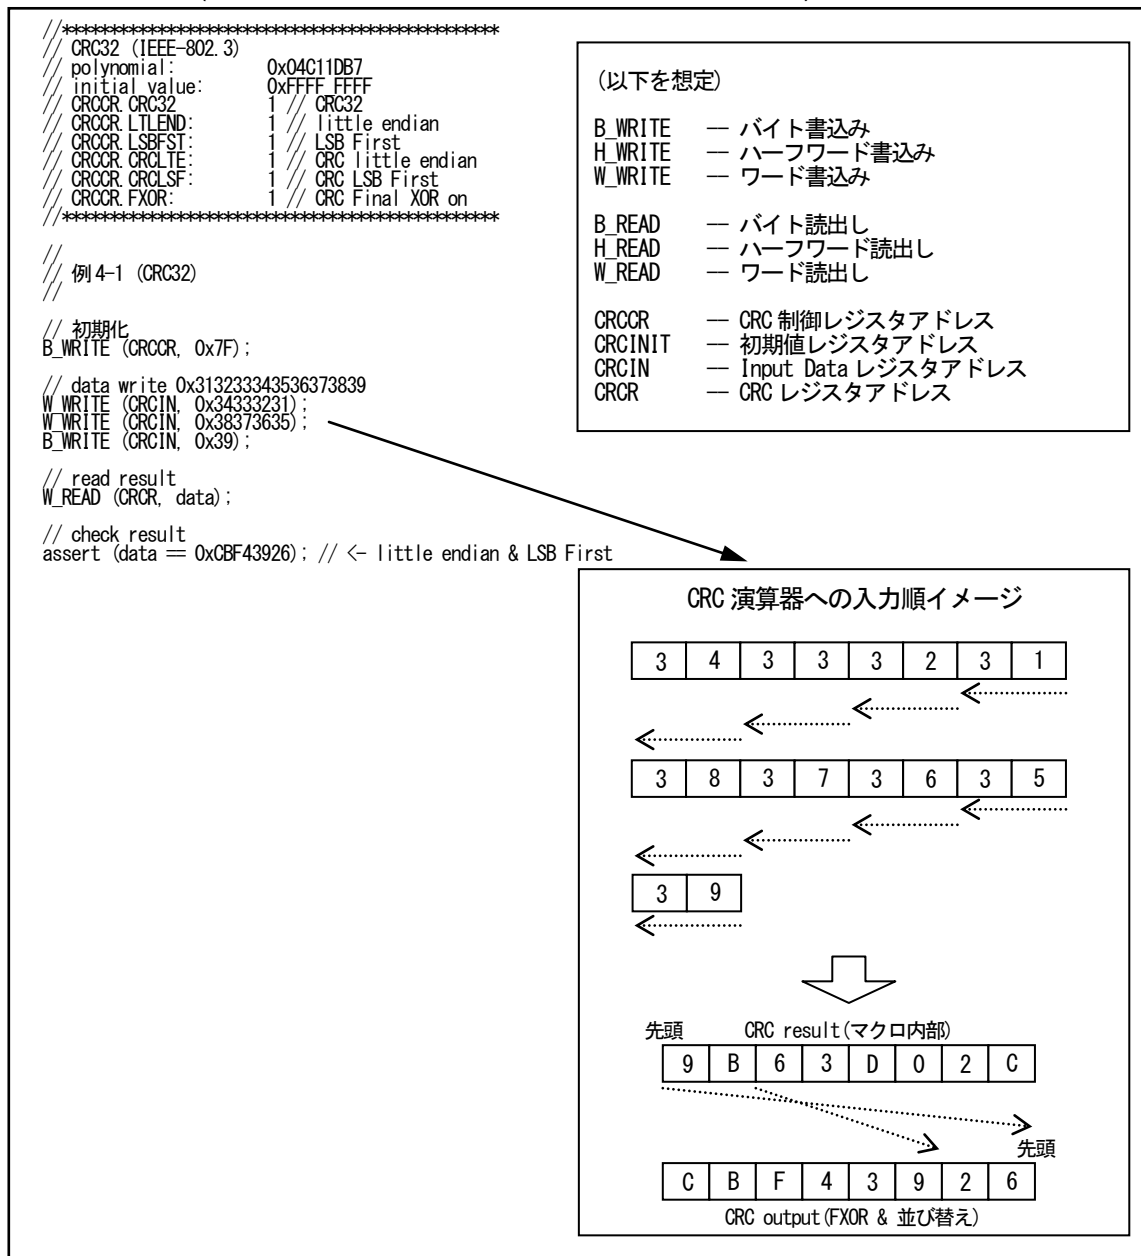 //***********************************************
// CRC32 (IEEE-802.3)
// polynomial: 0x04C11DB7
// initial value: 0xFFFF_FFFF
// CRCCR.CRC32 1 // CRC32
// CRCCR.LTLEND: 1 // little endian
// CRCCR.LSBFST: 1 // LSB First
// CRCCR.CRCLTE: 1 // CRC little endian
// CRCCR.CRCLSF: 1 // CRC LSB First
// CRCCR.FXOR: 1 // CRC Final XOR on
//***********************************************
//
// 例 4-1 (CRC32)
//
// 初期化
B_WRITE (CRCCR, 0x7F);
// data write 0x313233343536373839
W_WRITE (CRCIN, 0x34333231);
W_WRITE (CRCIN, 0x38373635);
B_WRITE (CRCIN, 0x39);
// read result
W_READ (CRCR, data);
// check result
assert (data == 0xCBF43926); // <- little endian & LSB First
(以下を想定)
B_WRITE -- バイト書込み
H_WRITE -- ハーフワード書込み
W_WRITE -- ワード書込み
B_READ -- バイト読出し
H_READ -- ハーフワード読出し
W_READ -- ワード読出し
CRCCR -- CRC 制御レジスタアドレス
CRCINIT -- 初期値レジスタアドレス
CRCIN -- Input Data レジスタアドレス
CRCR -- CRC レジスタアドレス
CRC 演算器への入力順イメージ
3 4 3 3 3 2 3 1
3 8 3 7 3 6 3 5
3 9
先頭 CRC result(マクロ内部)
9 B 6 3 D 0 2 C
先頭
C B F 4 3 9 2 6
CRC output(FXOR & 並び替え)